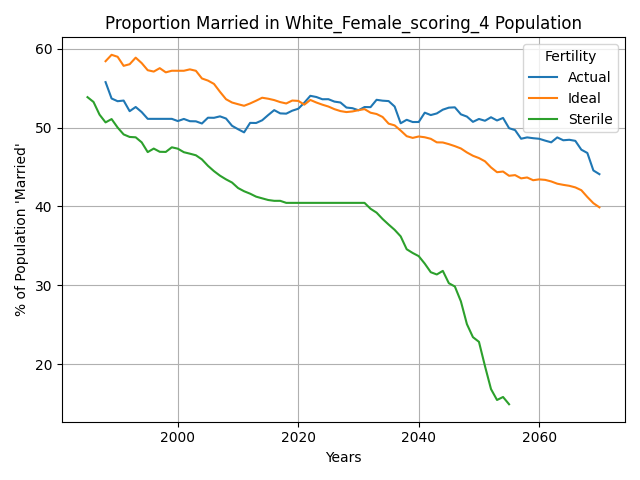 Proportion Married in White_Female_scoring_4 Population
% of Population 'Married'
60
50
40
30
20
Fertility
Actual
Ideal
Sterile
2000
2020
2040
2060
Years